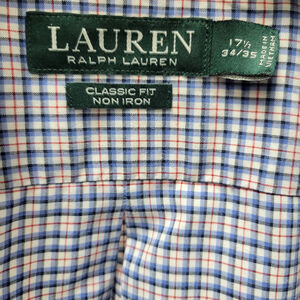 LAUREN
RALPH LAUREN
17½
34/35
MADE IN
VIETNAM
CLASSIC FIT
NON IRON